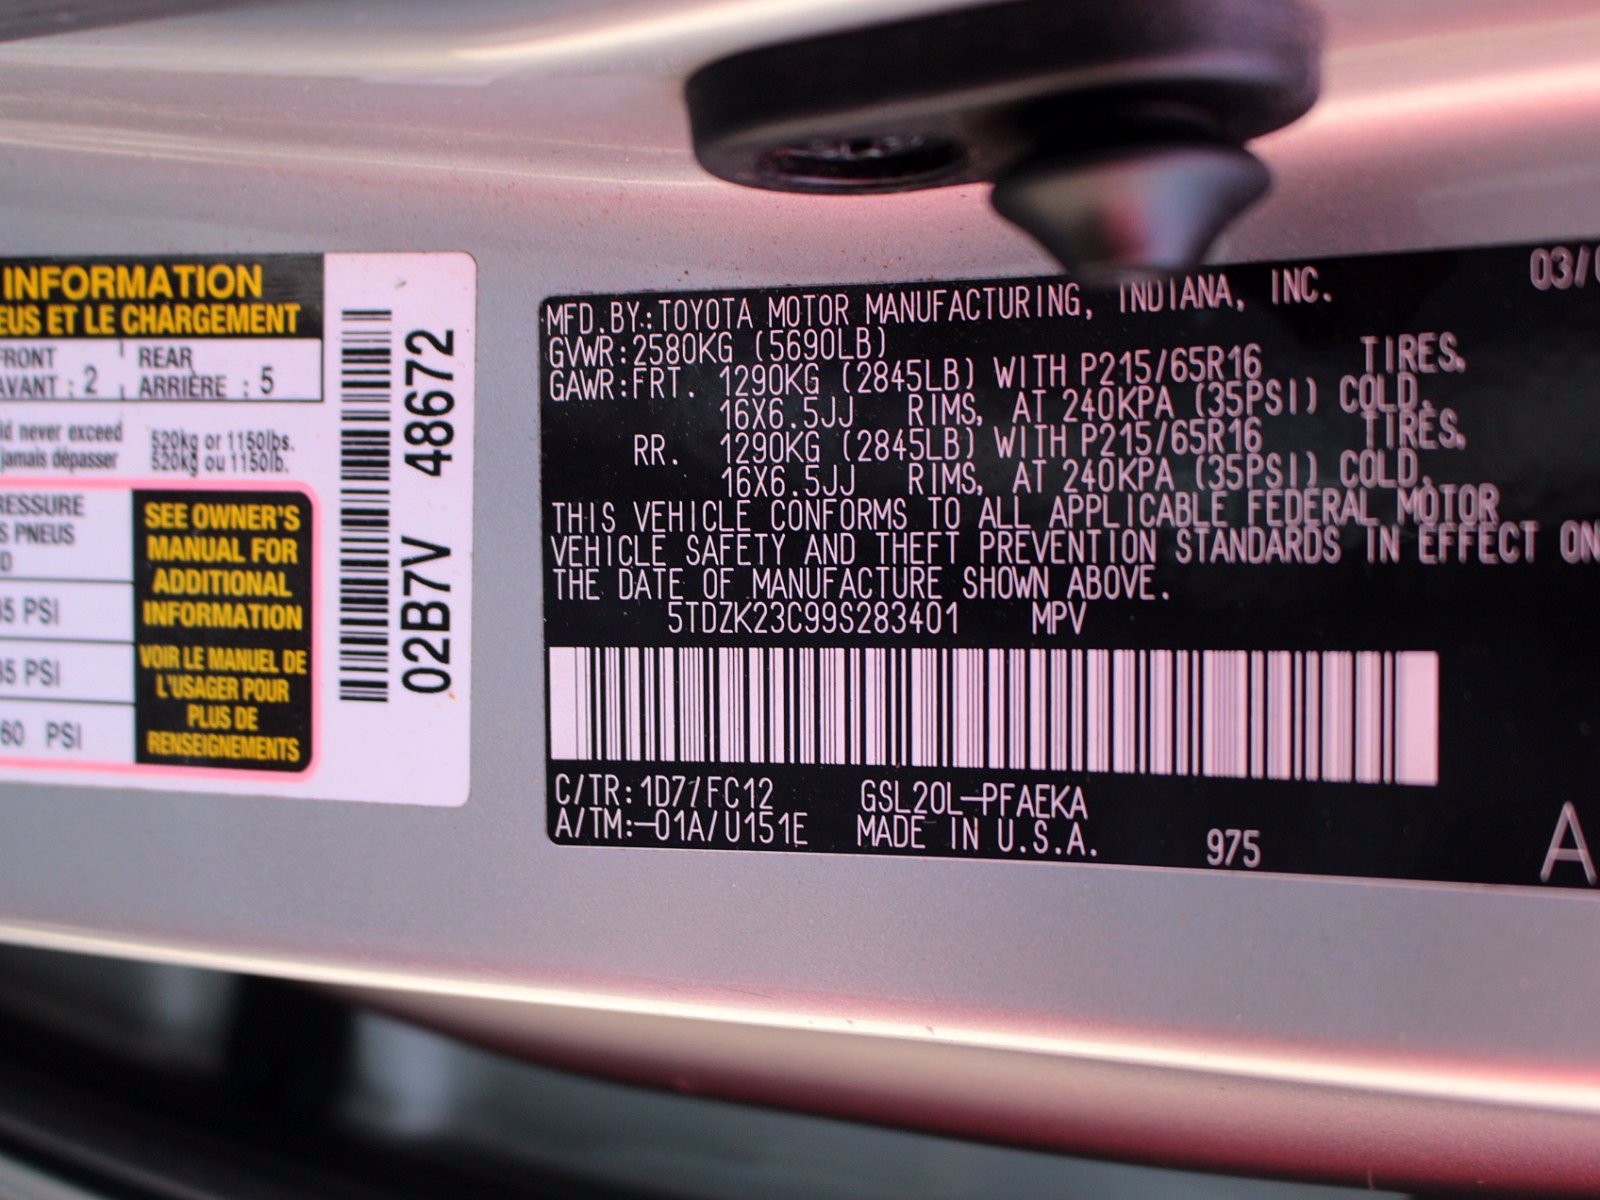 INFORMATION
EUS ET LE CHARGEMENT
FRONT
AVANT : 2
REAR
ARRIÈRE : 5
id never exceed
jamais dépasser
520kg or 1150lbs.
520kg ou 1150lb.
RESSURE
S PNEUS
D
35 PSI
35 PSI
60 PSI
SEE OWNER'S
MANUAL FOR
ADDITIONAL
INFORMATION
VOIR LE MANUEL DE
L'USAGER POUR
PLUS DE
RENSEIGNEMENTS
02B7V 48672
MFD.BY:TOYOTA MOTOR MANUFACTURING, INDIANA, INC. 03/0
GVWR:2580KG (5690LB)
GAWR:FRT. 1290KG (2845LB) WITH P215/65R16 TIRES,
16X6.5JJ RIMS, AT 240KPA (35PSI) COLD.
RR. 1290KG (2845LB) WITH P215/65R16 TIRES,
16X6.5JJ RIMS, AT 240KPA (35PSI) COLD.
THIS VEHICLE CONFORMS TO ALL APPLICABLE FEDERAL MOTOR
VEHICLE SAFETY AND THEFT PREVENTION STANDARDS IN EFFECT ON
THE DATE OF MANUFACTURE SHOWN ABOVE.
5TDZK23C99S283401 MPV
C/TR:1D7/FC12 GSL20L-PFAEKA
A/TM:-01A/U151E MADE IN U.S.A. 975 A